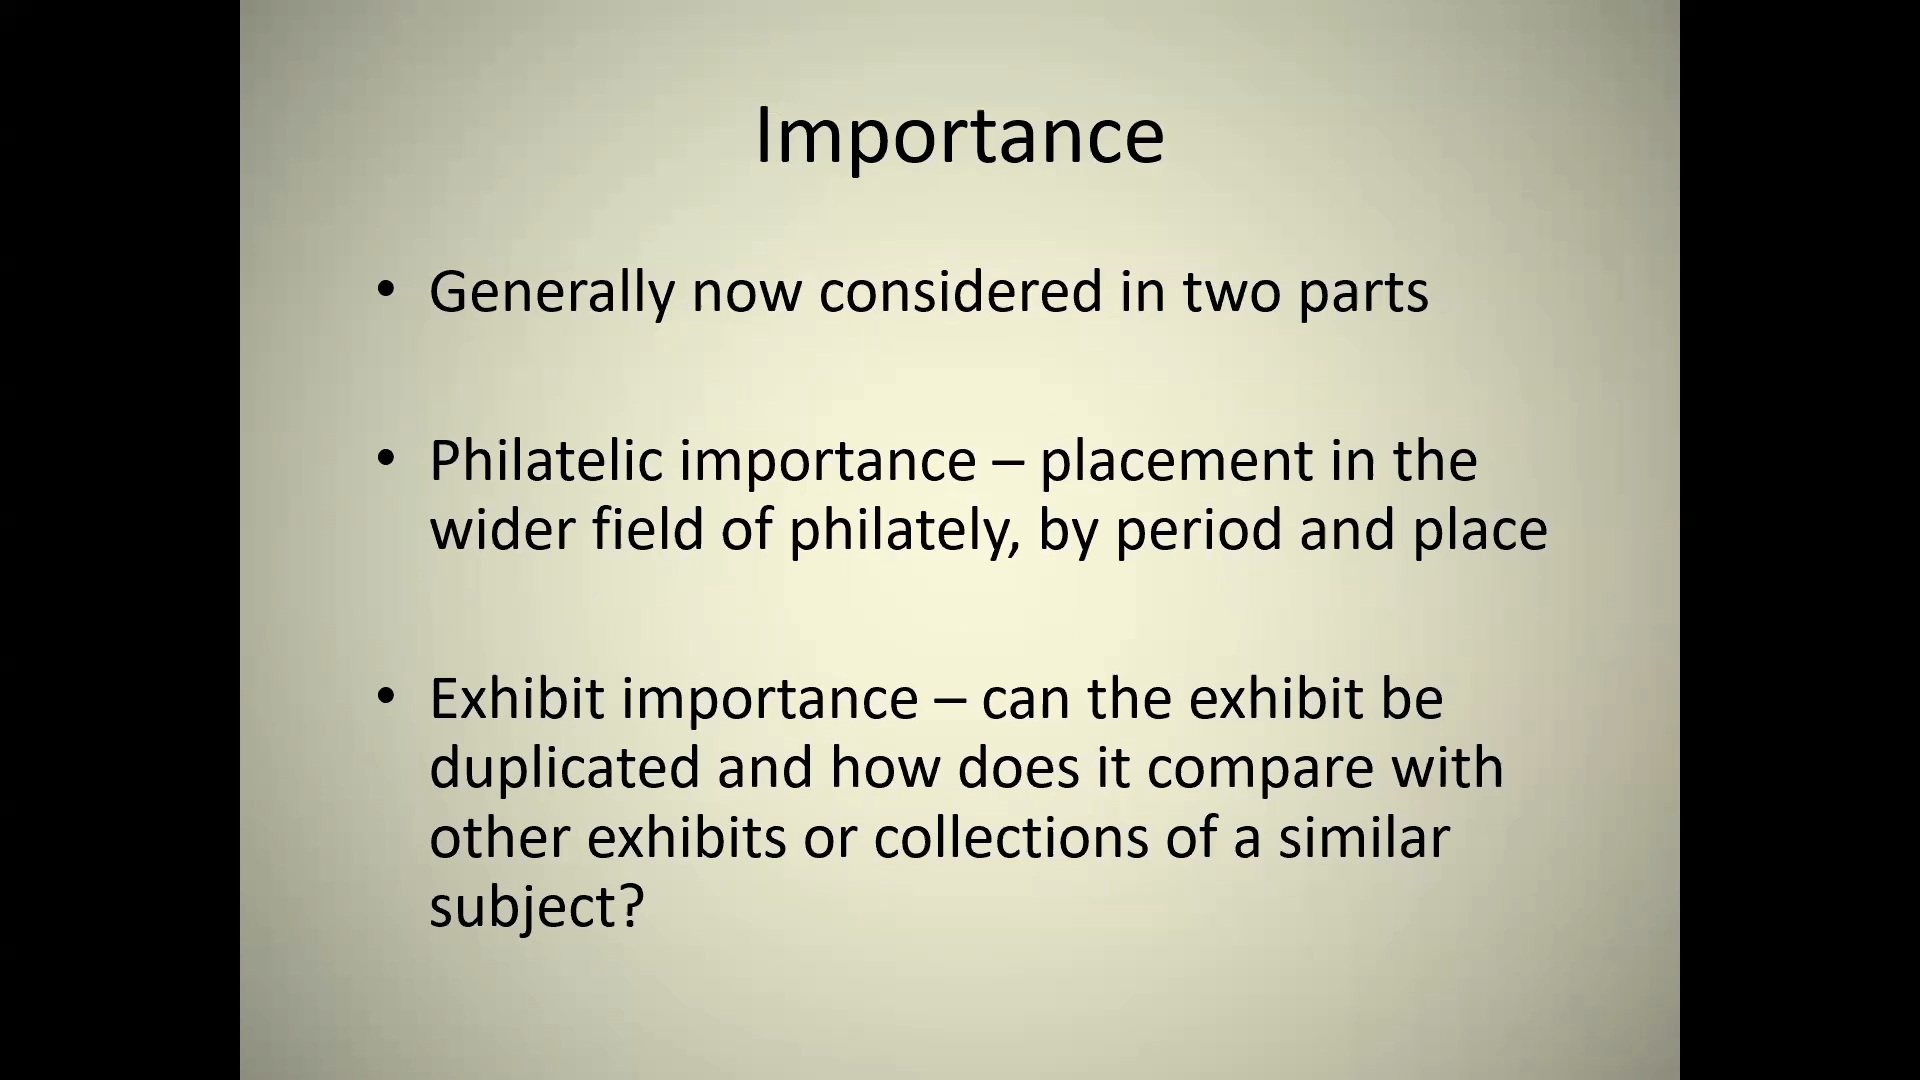 Importance
• Generally now considered in two parts
• Philatelic importance – placement in the
wider field of philately, by period and place
• Exhibit importance – can the exhibit be
duplicated and how does it compare with
other exhibits or collections of a similar
subject?